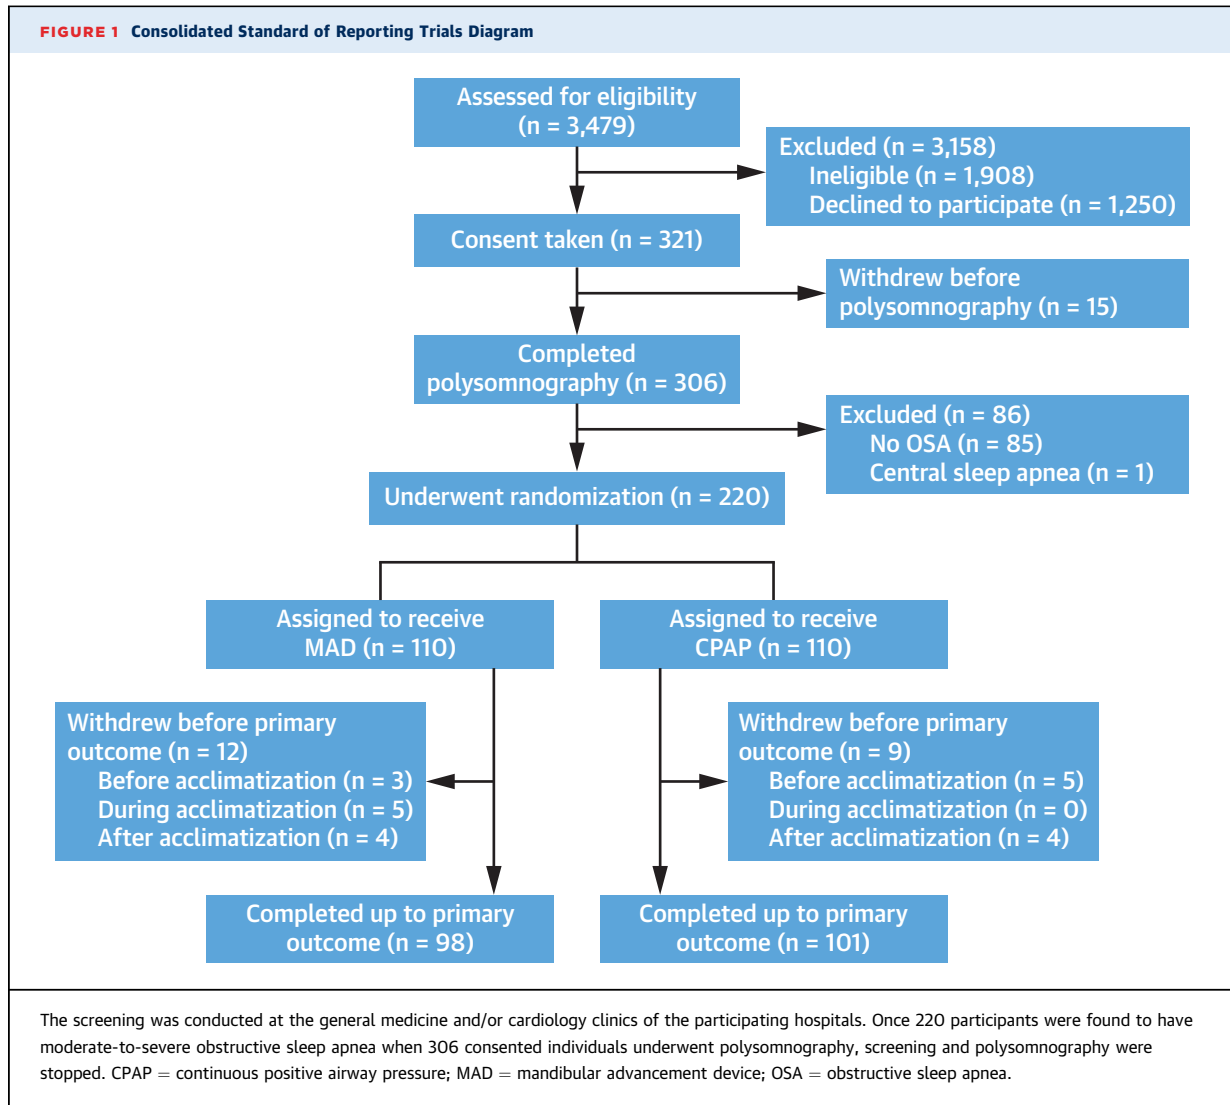 FIGURE 1 Consolidated Standard of Reporting Trials Diagram
Assessed for eligibility
(n = 3,479)
Excluded (n = 3,158)
Ineligible (n = 1,908)
Declined to participate (n = 1,250)
Consent taken (n = 321)
Withdrew before
polysomnography (n = 15)
Completed
polysomnography (n = 306)
Excluded (n = 86)
No OSA (n = 85)
Central sleep apnea (n = 1)
Underwent randomization (n = 220)
Assigned to receive
MAD (n = 110)
Assigned to receive
CPAP (n = 110)
Withdrew before primary
outcome (n = 12)
Before acclimatization (n = 3)
During acclimatization (n = 5)
After acclimatization (n = 4)
Withdrew before primary
outcome (n = 9)
Before acclimatization (n = 5)
During acclimatization (n = 0)
After acclimatization (n = 4)
Completed up to primary
outcome (n = 98)
Completed up to primary
outcome (n = 101)
The screening was conducted at the general medicine and/or cardiology clinics of the participating hospitals. Once 220 participants were found to have
moderate-to-severe obstructive sleep apnea when 306 consented individuals underwent polysomnography, screening and polysomnography were
stopped. CPAP = continuous positive airway pressure; MAD = mandibular advancement device; OSA = obstructive sleep apnea.